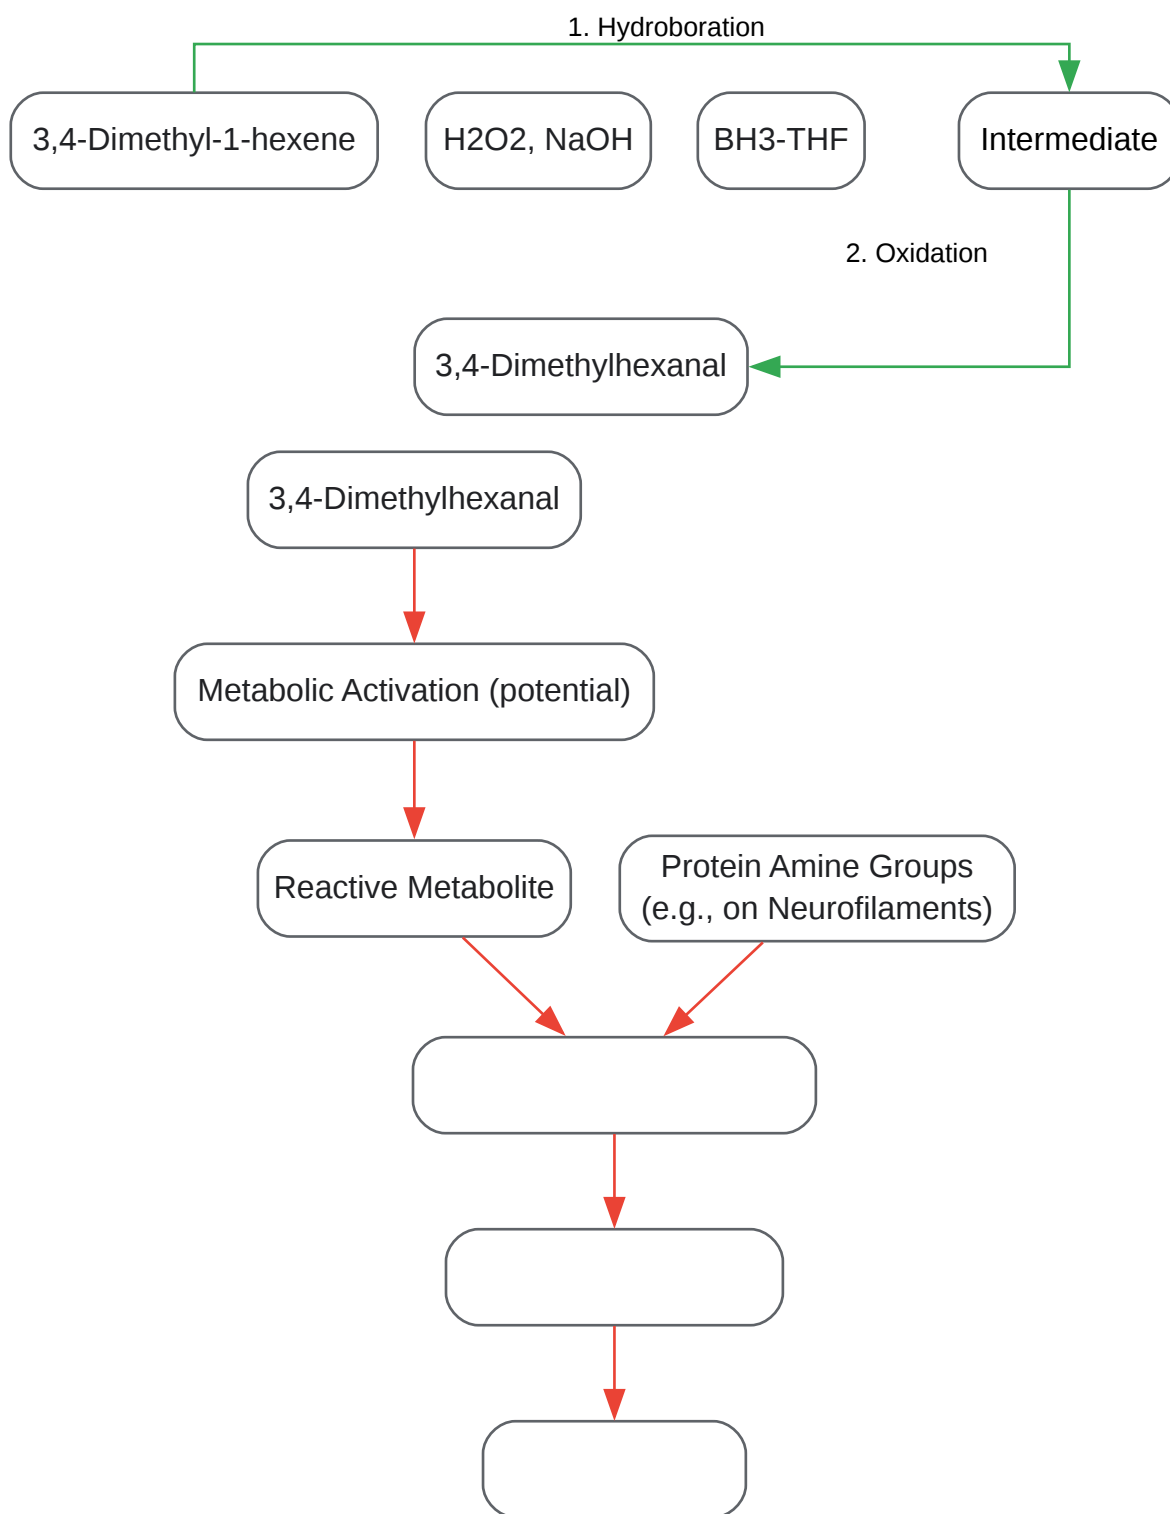 1. Hydroboration
3,4-Dimethyl-1-hexene
H2O2, NaOH
BH3-THF
Intermediate
2. Oxidation
3,4-Dimethylhexanal
3,4-Dimethylhexanal
Metabolic Activation (potential)
Reactive Metabolite
Protein Amine Groups
(e.g., on Neurofilaments)